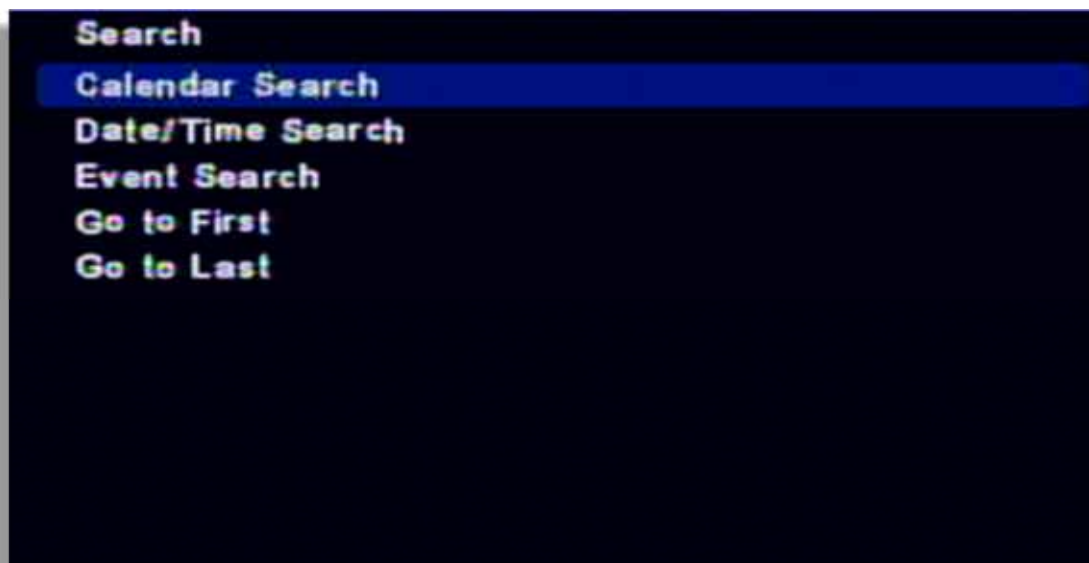 Search
Calendar Search
Date/Time Search
Event Search
Go to First
Go to Last